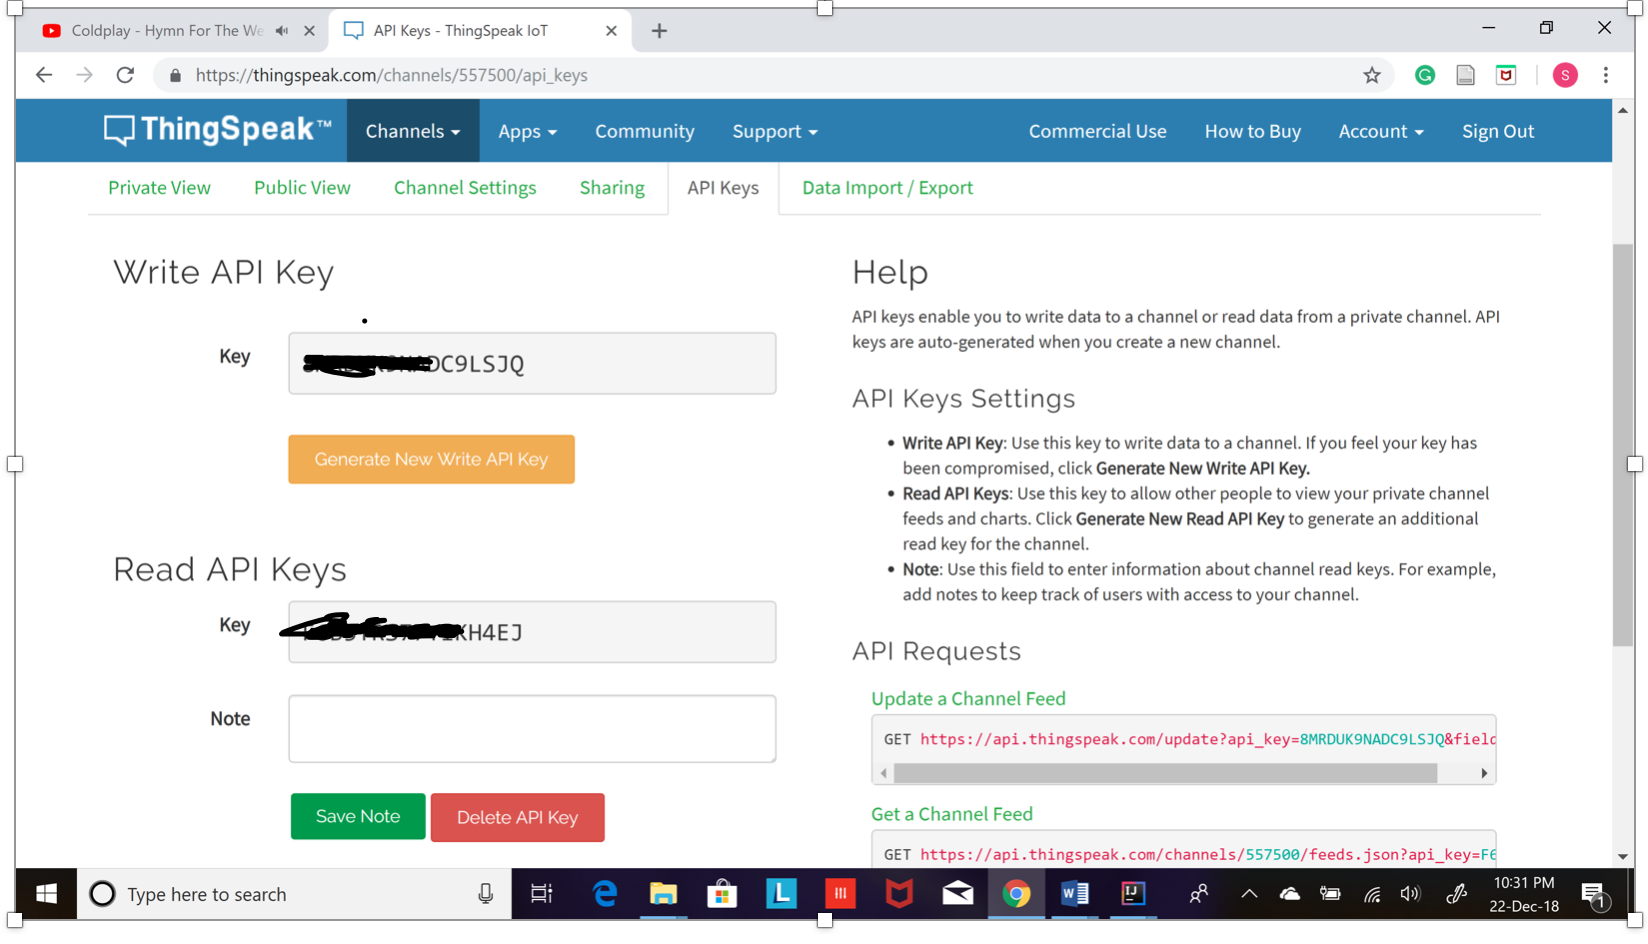 Coldplay - Hymn For The We
API Keys - ThingSpeak IoT
https://thingspeak.com/channels/557500/api_keys
S
ThingSpeak™
Channels
Apps
Community
Support
Commercial Use
How to Buy
Account
Sign Out
Private View
Public View
Channel Settings
Sharing
API Keys
Data Import / Export
Write API Key
Key
DC9LSJQ
Generate New Write API Key
Read API Keys
Key
KH4EJ
Note
Save Note
Delete API Key
Help
API keys enable you to write data to a channel or read data from a private channel. API
keys are auto-generated when you create a new channel.
API Keys Settings
• Write API Key: Use this key to write data to a channel. If you feel your key has
been compromised, click Generate New Write API Key.
• Read API Keys: Use this key to allow other people to view your private channel
feeds and charts. Click Generate New Read API Key to generate an additional
read key for the channel.
• Note: Use this field to enter information about channel read keys. For example,
add notes to keep track of users with access to your channel.
API Requests
Update a Channel Feed
GET https://api.thingspeak.com/update?api_key=8MRDUK9NADC9LSJQ&field
Get a Channel Feed
GET https://api.thingspeak.com/channels/557500/feeds.json?api_key=F6
Type here to search
L
W
IJ
10:31 PM
22-Dec-18
1